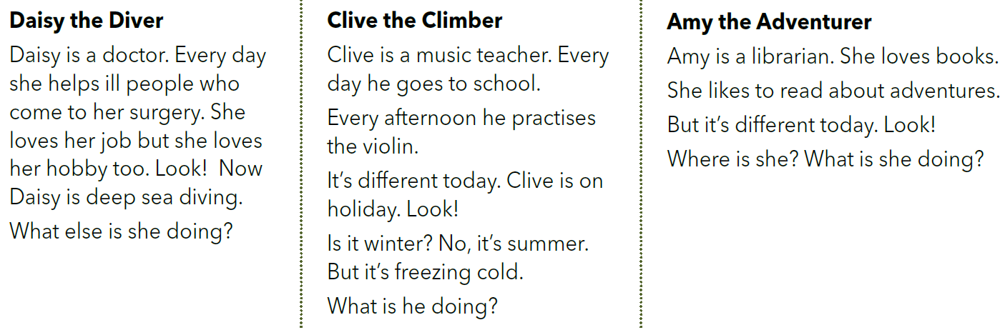 Daisy the Diver
Daisy is a doctor. Every day
she helps ill people who
come to her surgery. She
loves her job but she loves
her hobby too. Look!  Now
Daisy is deep sea diving.
What else is she doing?
Clive the Climber
Clive is a music teacher. Every
day he goes to school.
Every afternoon he practises
the violin.
It’s different today. Clive is on
holiday. Look!
Is it winter? No, it’s summer.
But it’s freezing cold.
What is he doing?
Amy the Adventurer
Amy is a librarian. She loves books.
She likes to read about adventures.
But it’s different today. Look!
Where is she? What is she doing?